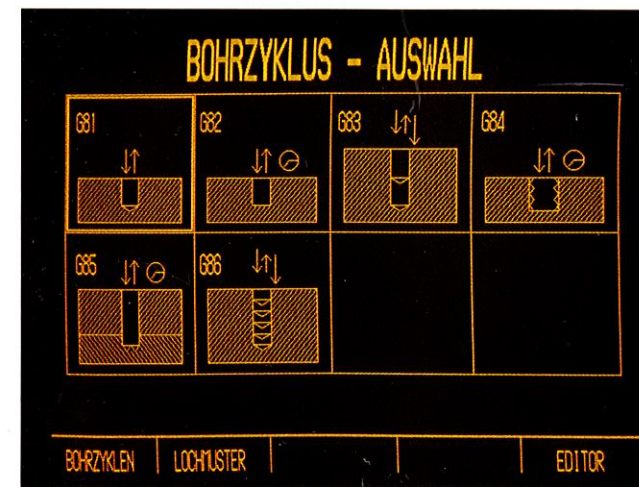 BOHRZYKLUS - AUSWAHL
G81
G82
G83
G84
G85
G86
BOHRZYKLEN
LOCHMUSTER
EDITOR